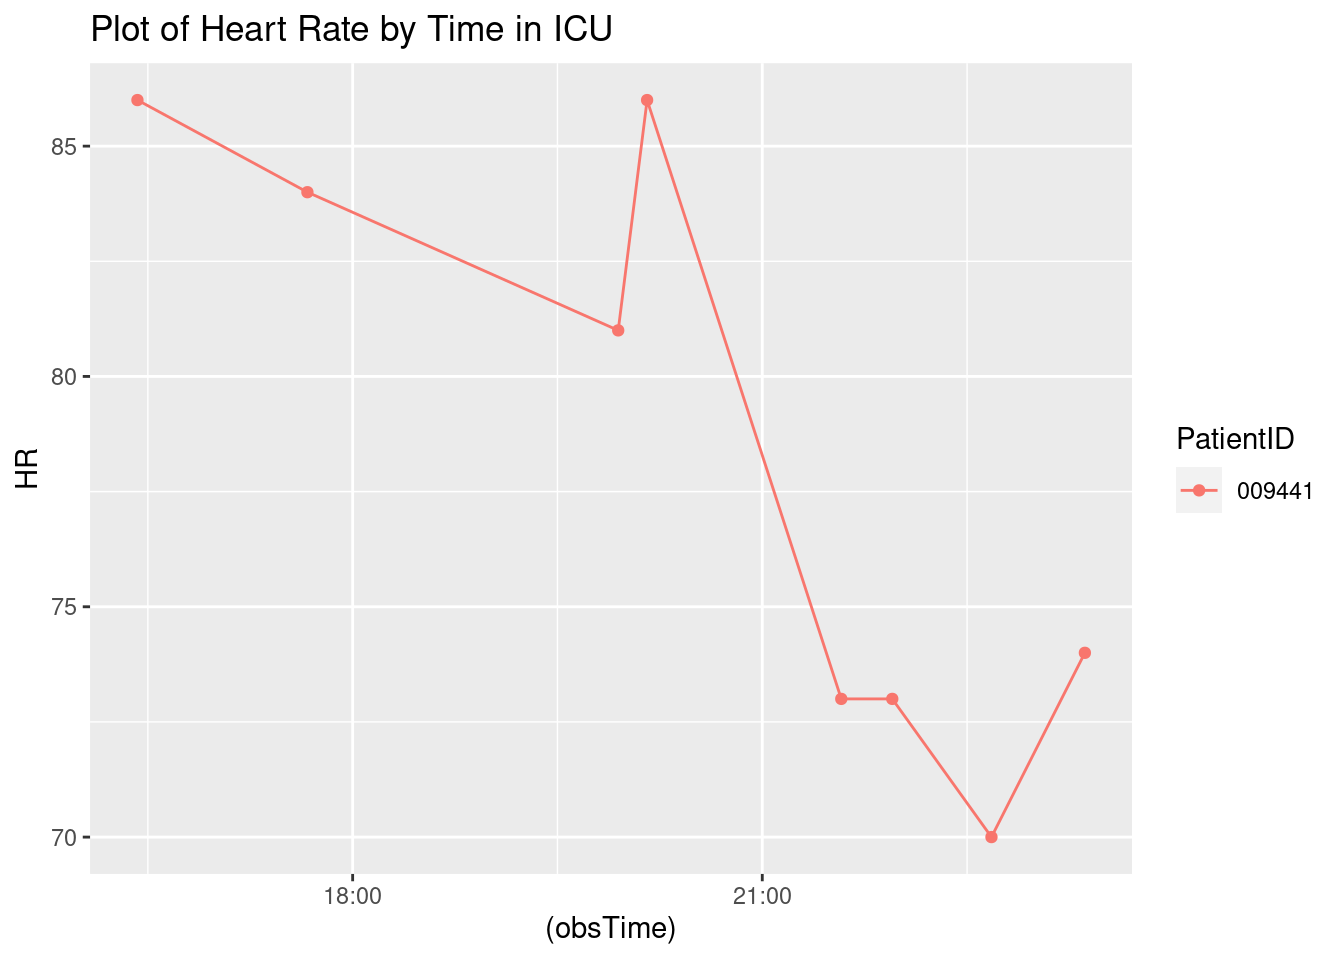 Plot of Heart Rate by Time in ICU
85
80
75
70
HR
18:00
21:00
(obsTime)
PatientID
009441